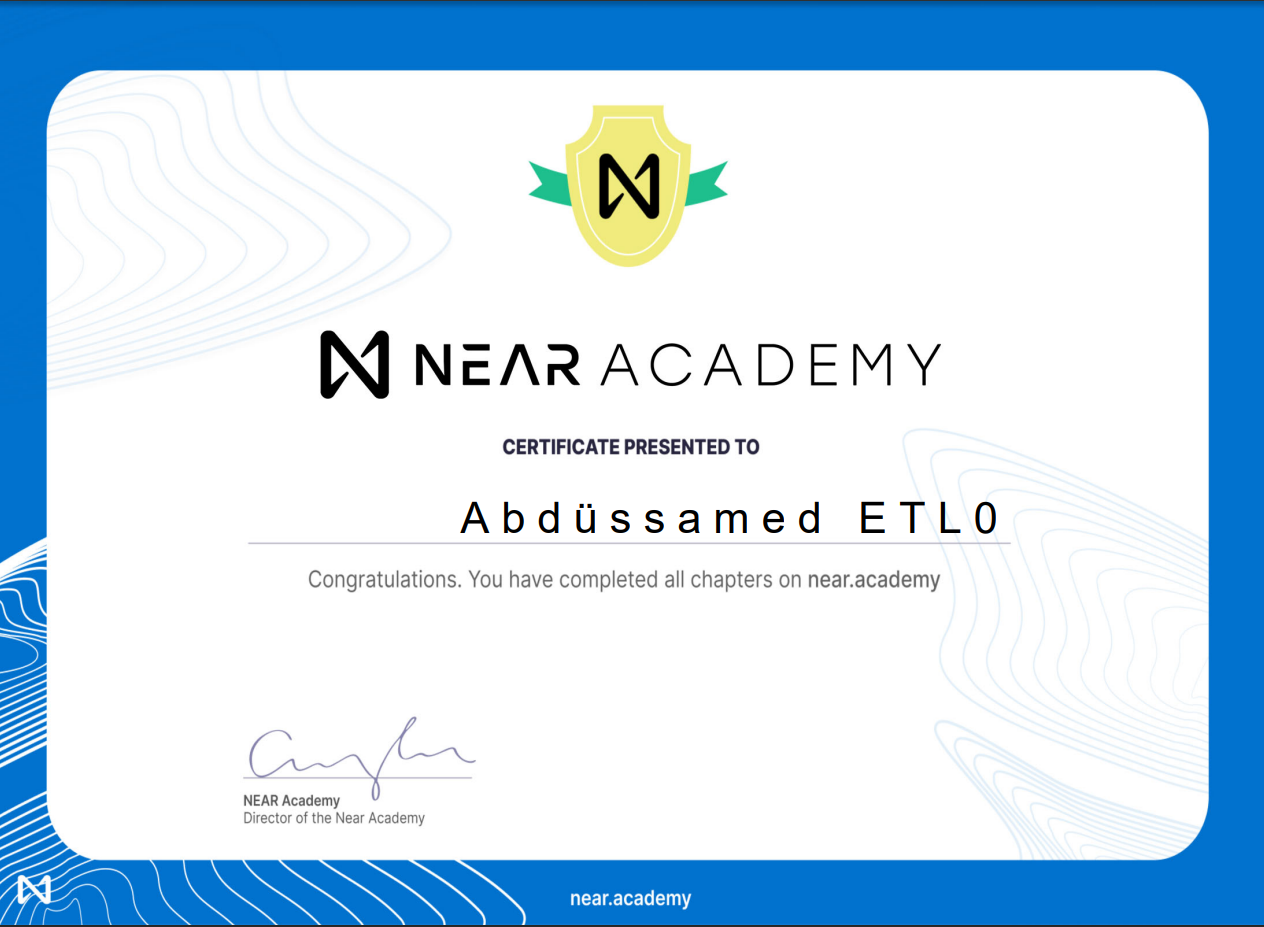 NEAR ACADEMY
CERTIFICATE PRESENTED TO
Abdüssamed ETL0
Congratulations. You have completed all chapters on near.academy
NEAR Academy
Director of the Near Academy
near.academy